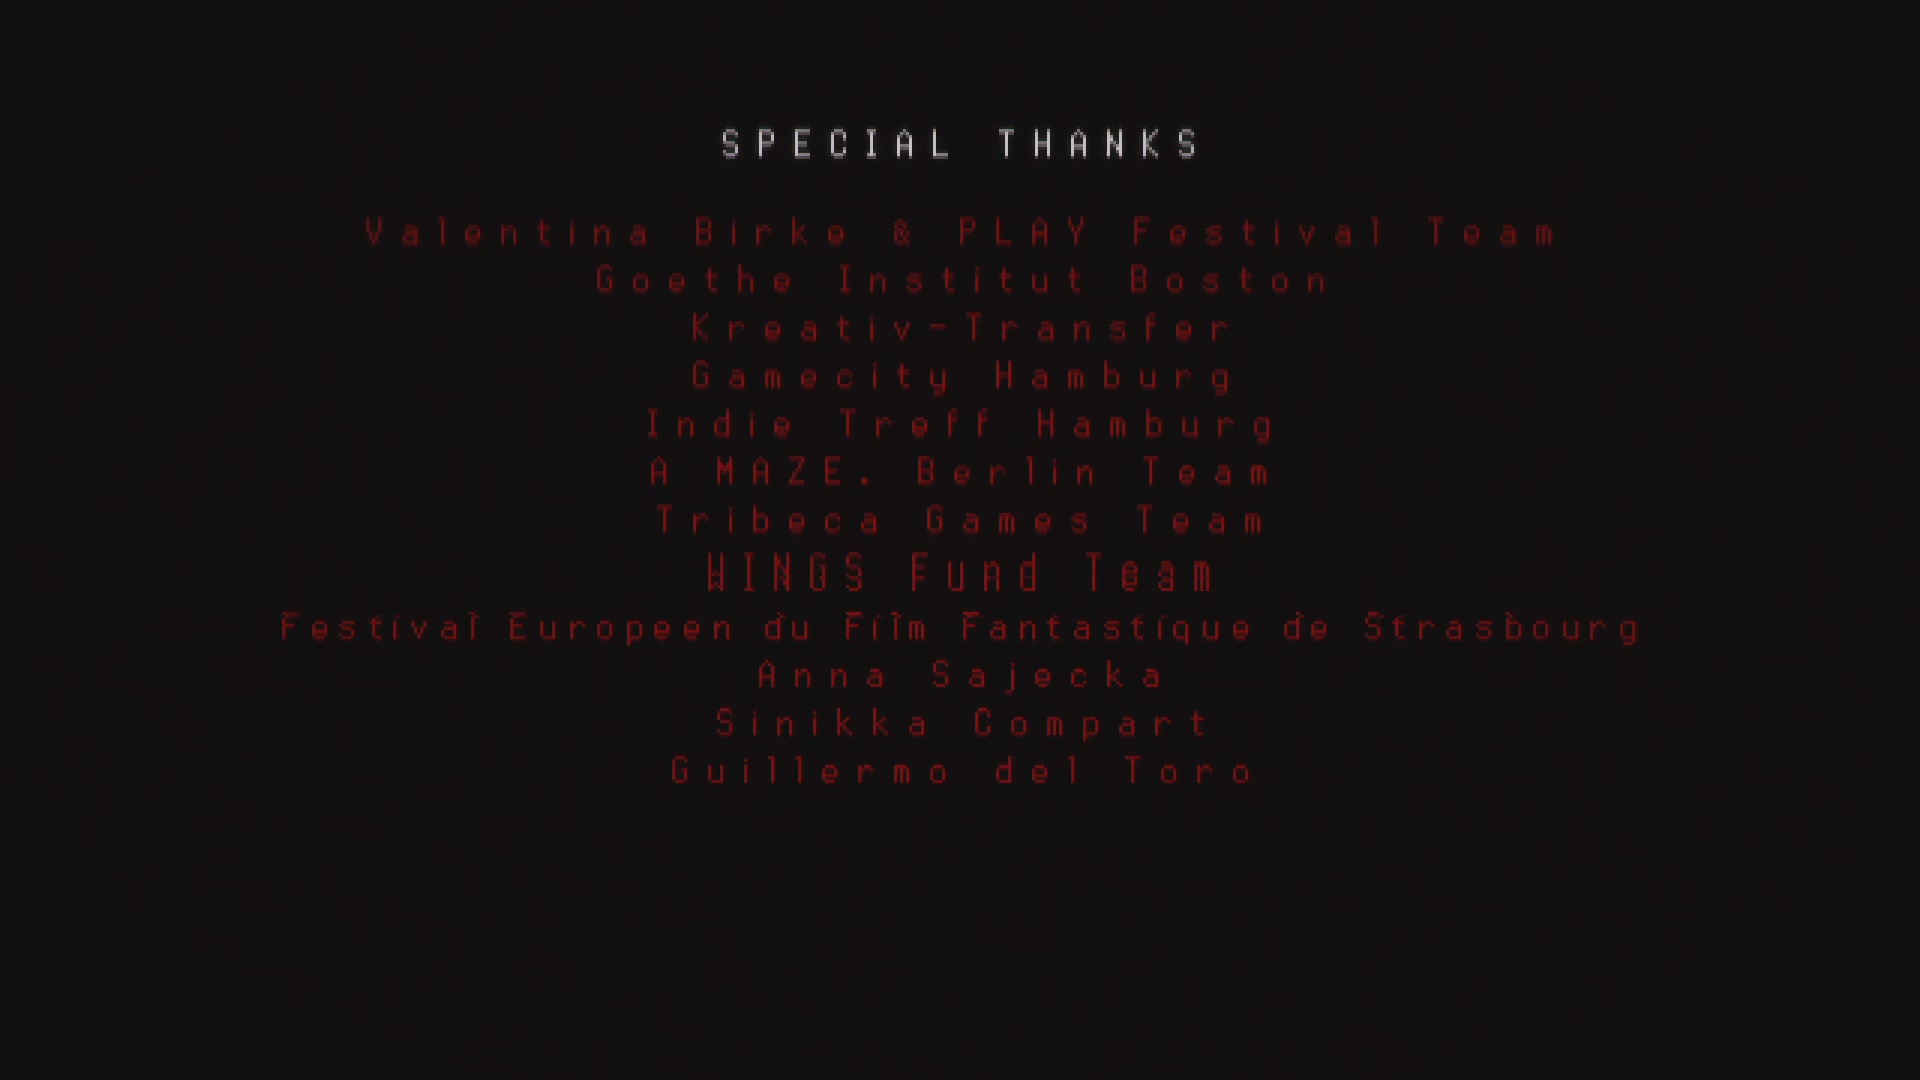 SPECIAL THANKS
Valentina Birke & PLAY Festival Team
Goethe Institut Boston
Kreativ-Transfer
Gamecity Hamburg
Indie Treff Hamburg
A MAZE. Berlin Team
Tribeca Games Team
WINGS Fund Team
Festival Europeen du Film Fantastique de Strasbourg
Anna Sajecka
Sinikka Compart
Guillermo del Toro